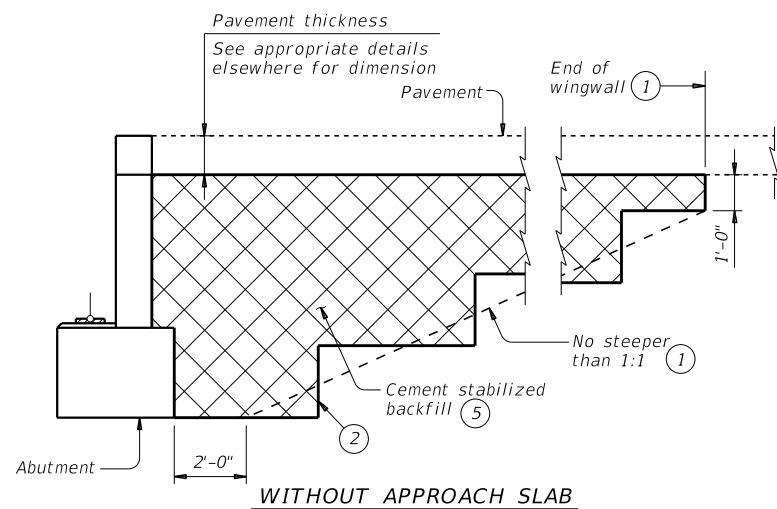 Pavement thickness
See appropriate details
elsewhere for dimension
Pavement
End of
wingwall 1
1'-0"
No steeper
than 1:1 1
Cement stabilized
backfill 5
2
2'-0"
Abutment
WITHOUT APPROACH SLAB